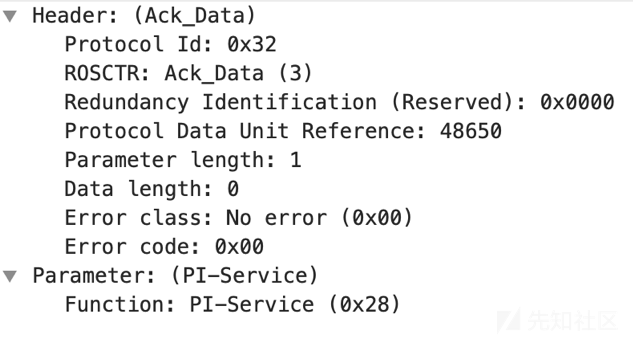 Header: (Ack_Data)
Protocol Id: 0x32
ROSCTR: Ack_Data (3)
Redundancy Identification (Reserved): 0x0000
Protocol Data Unit Reference: 48650
Parameter length: 1
Data length: 0
Error class: No error (0x00)
Error code: 0x00
Parameter: (PI-Service)
Function: PI-Service (0x28)
先知社区